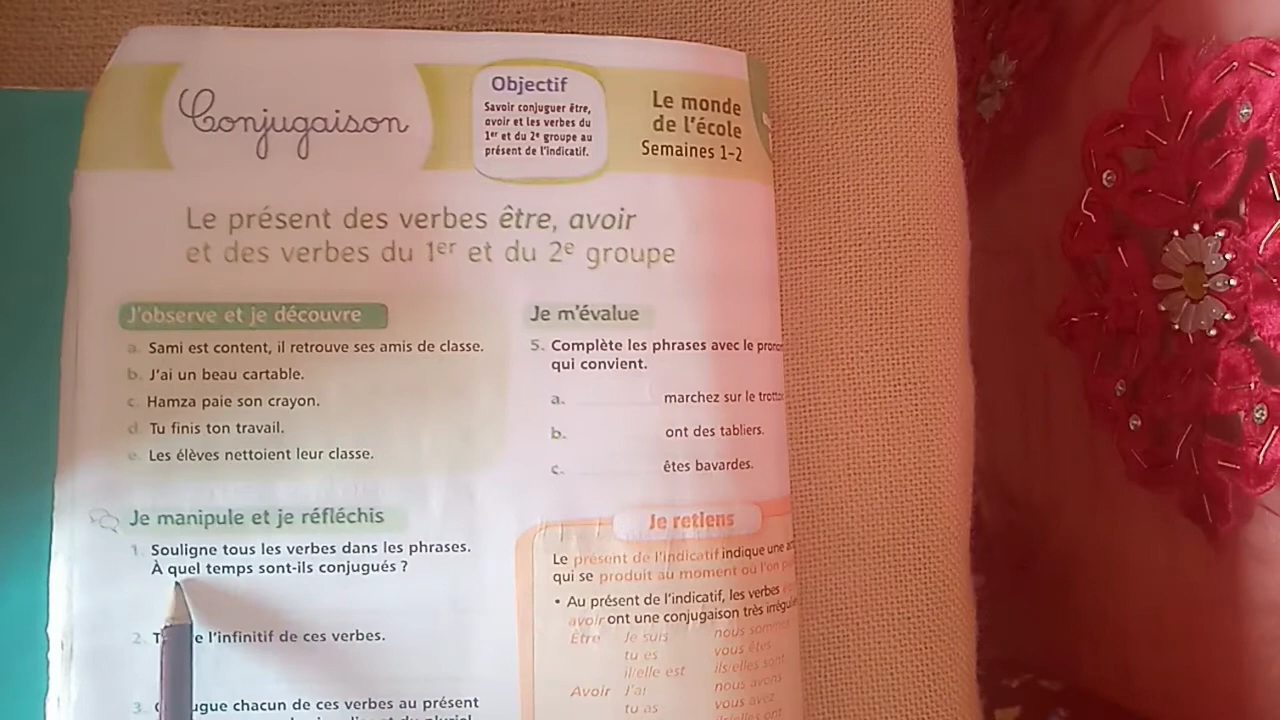 Conjugaison
Objectif
Savoir conjuguer être,
avoir et les verbes du
1er et du 2e groupe au
présent de l'indicatif.
Le monde
de l'école
Semaines 1-2
Le présent des verbes être, avoir
et des verbes du 1er et du 2e groupe
J'observe et je découvre
a. Sami est content, il retrouve ses amis de classe.
b. J'ai un beau cartable.
c. Hamza paie son crayon.
d. Tu finis ton travail.
e. Les élèves nettoient leur classe.
Je manipule et je réfléchis
1. Souligne tous les verbes dans les phrases.
À quel temps sont-ils conjugués ?
2. l'infinitif de ces verbes.
3. chacun de ces verbes au présent
Je m'évalue
5. Complète les phrases avec le
qui convient.
a. marchez sur le
b. ont des tabliers.
c. êtes bavardes.
Je retiens
Le présent de l'indicatif indique une
qui se produit au moment où l'on
• Au présent de l'indicatif, les verbes
avoir ont une conjugaison très
Être Je suis nous
tu es vous êtes
il/elle est ils/elles sont
Avoir J'ai nous avons
tu as vous avez
ils/elles ont